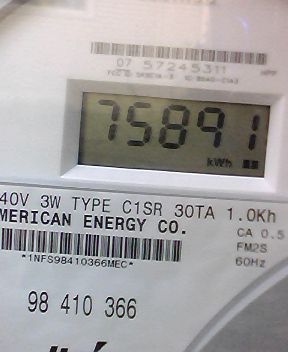 07 57245311
75891
kWh
40V 3W TYPE C1SR 30TA 1.0Kh
MERICAN ENERGY CO.
CA 0.5
FM2S
*1NFS98410366MEC*
60Hz
98 410 366